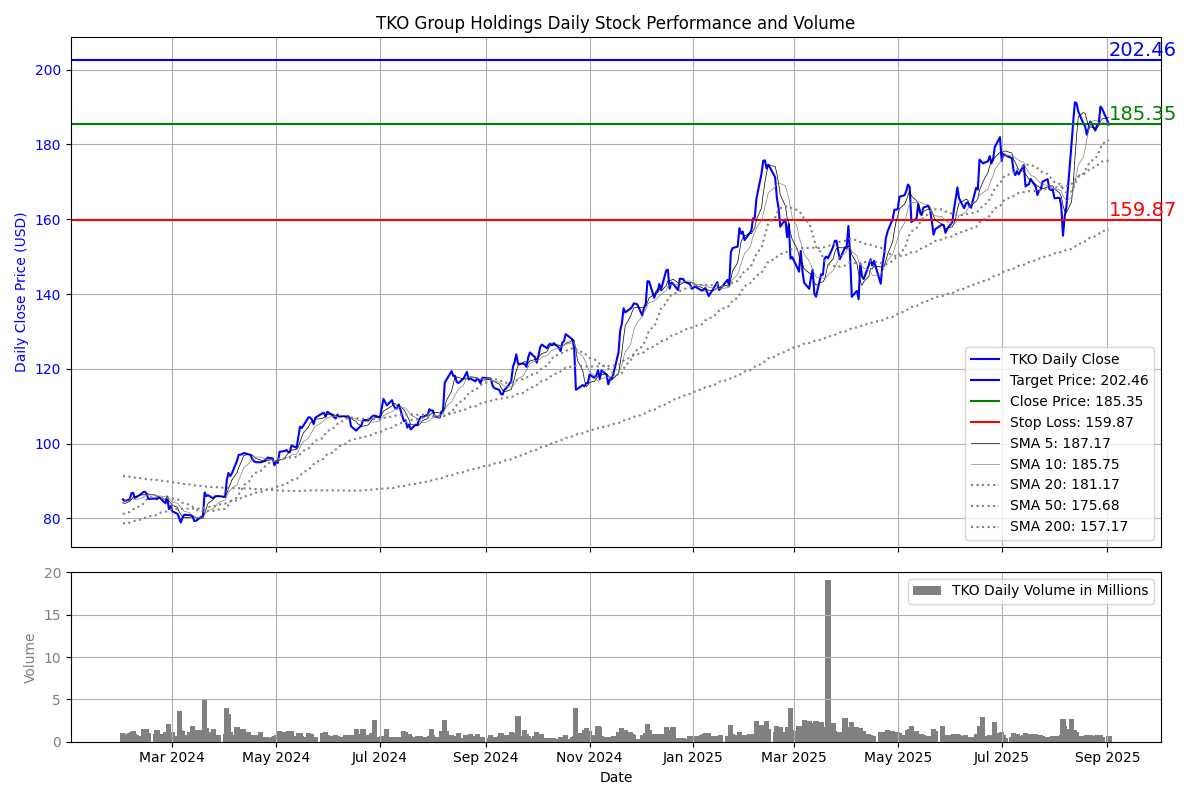 TKO Group Holdings Daily Stock Performance and Volume
Daily Close Price (USD)
200
180
160
140
120
100
80
202.46
185.35
159.87
TKO Daily Close
Target Price: 202.46
Close Price: 185.35
Stop Loss: 159.87
SMA 5: 187.17
SMA 10: 185.75
SMA 20: 181.17
SMA 50: 175.68
SMA 200: 157.17
Volume
20
15
10
5
0
TKO Daily Volume in Millions
Mar 2024 May 2024 Jul 2024 Sep 2024 Nov 2024 Jan 2025 Mar 2025 May 2025 Jul 2025 Sep 2025
Date